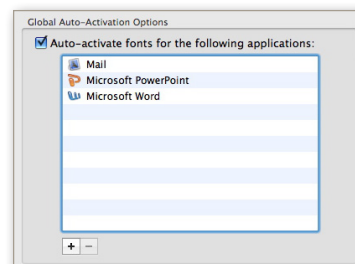 Global Auto-Activation Options
Auto-activate fonts for the following applications:
Mail
Microsoft PowerPoint
Microsoft Word
+ −